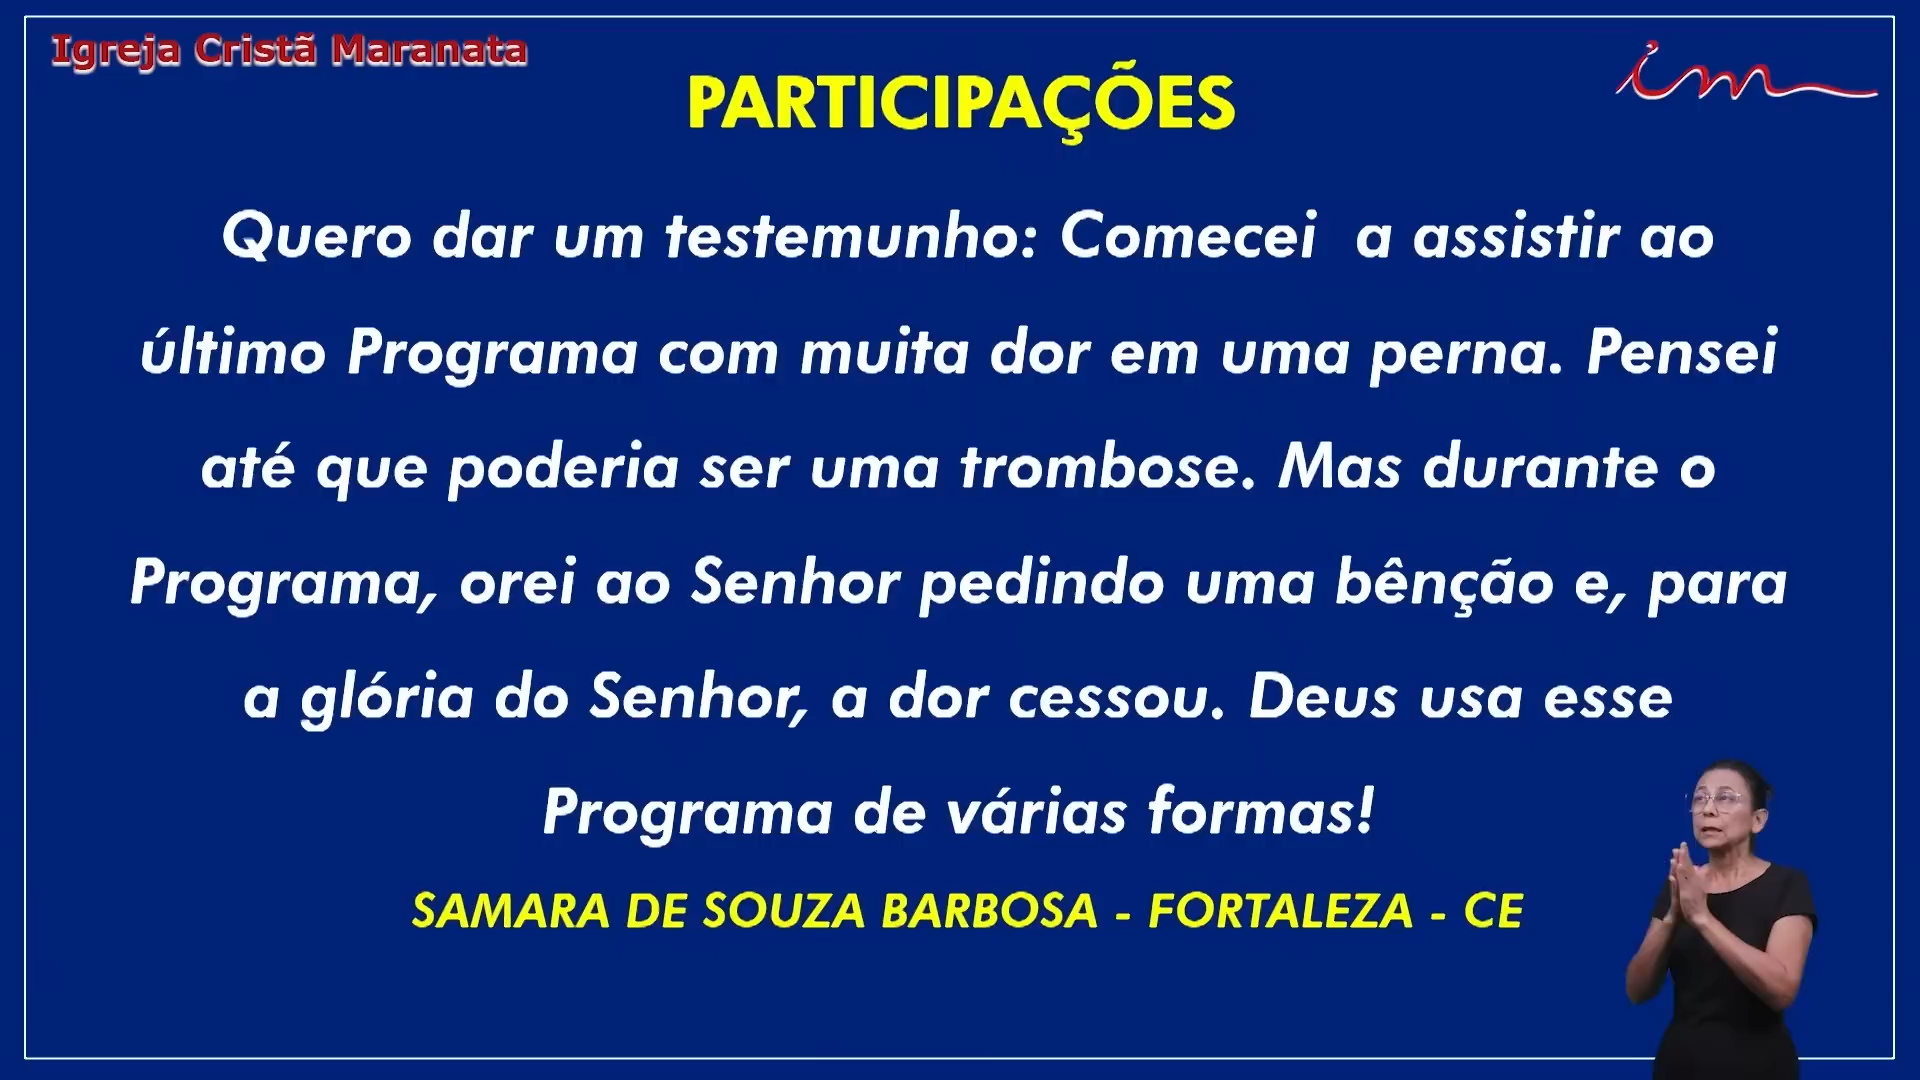 Igreja Cristã Maranata
PARTICIPAÇÕES
Quero dar um testemunho: Comecei  a assistir ao
último Programa com muita dor em uma perna. Pensei
até que poderia ser uma trombose. Mas durante o
Programa, orei ao Senhor pedindo uma bênção e, para
a glória do Senhor, a dor cessou. Deus usa esse
Programa de várias formas!
SAMARA DE SOUZA BARBOSA - FORTALEZA - CE